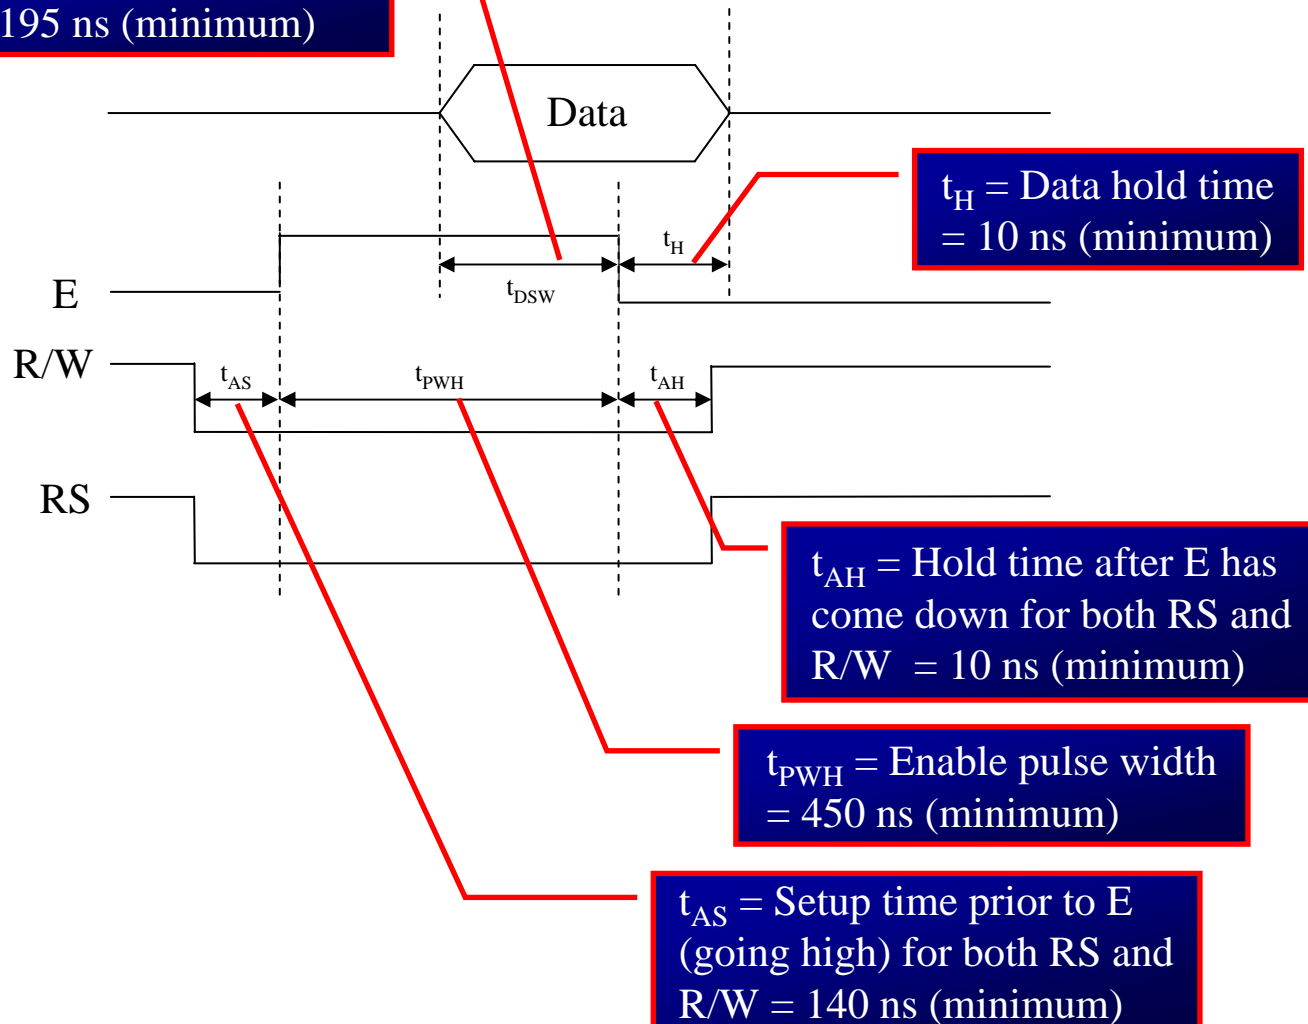 195 ns (minimum)
Data
tH = Data hold time
= 10 ns (minimum)
tH
tDSW
E
R/W
tAS
tPWH
tAH
RS
tAH = Hold time after E has
come down for both RS and
R/W = 10 ns (minimum)
tPWH = Enable pulse width
= 450 ns (minimum)
tAS = Setup time prior to E
(going high) for both RS and
R/W = 140 ns (minimum)